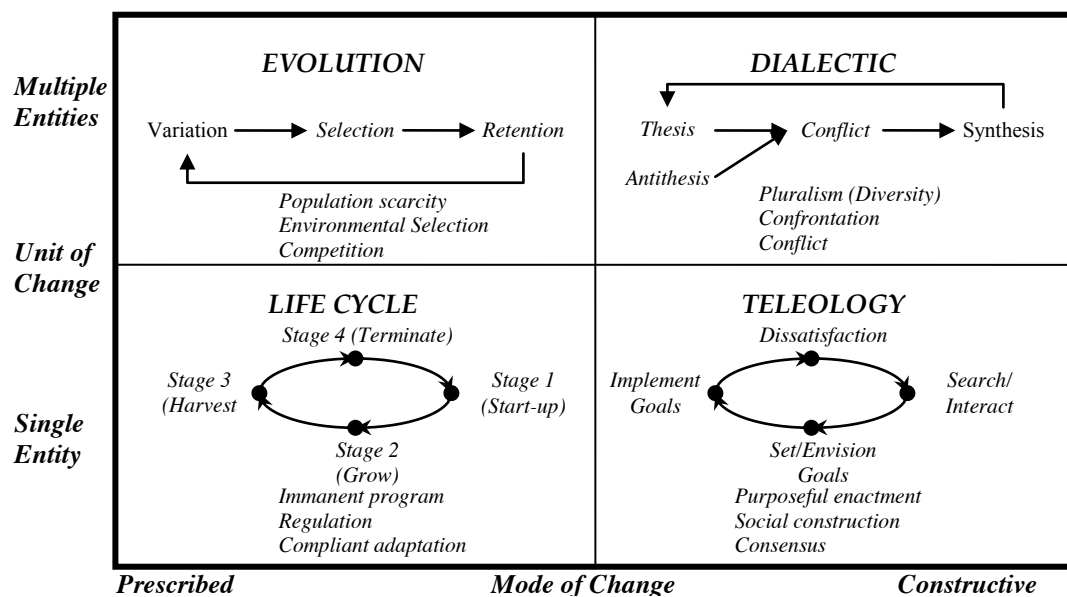 Multiple
Entities
EVOLUTION
Variation
Selection
Retention
Population scarcity
Environmental Selection
Competition
DIALECTIC
Thesis
Conflict
Synthesis
Antithesis
Pluralism (Diversity)
Confrontation
Conflict
Unit of
Change
LIFE CYCLE
Stage 4 (Terminate)
Stage 3
(Harvest
Stage 1
(Start-up)
Stage 2
(Grow)
Immanent program
Regulation
Compliant adaptation
TELEOLOGY
Dissatisfaction
Implement
Goals
Search/
Interact
Set/Envision
Goals
Purposeful enactment
Social construction
Consensus
Single
Entity
Prescribed
Mode of Change
Constructive